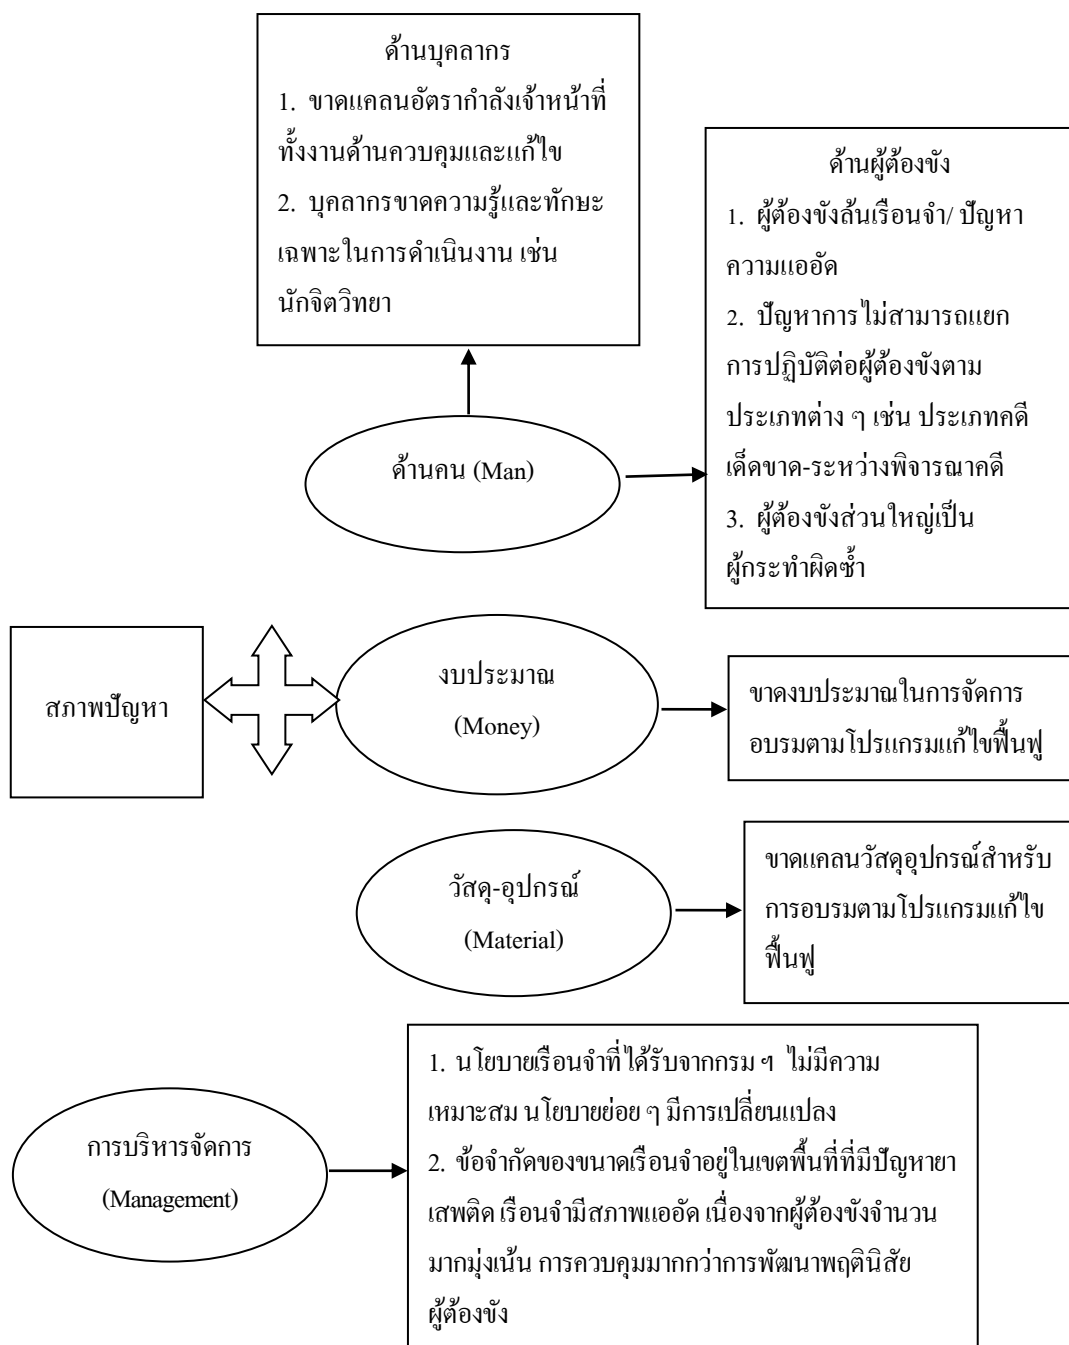 ด้านบุคลากร
1. ขาดแคลนอัตรากำลังเจ้าหน้าที่
ทั้งงานด้านควบคุมและแก้ไข
2. บุคลากรขาดความรู้และทักษะ
เฉพาะในการดำเนินงาน เช่น
นักจิตวิทยา
ด้านผู้ต้องขัง
1. ผู้ต้องขังล้นเรือนจำ/ ปัญหา
ความแออัด
2. ปัญหาการไม่สามารถแยก
การปฏิบัติต่อผู้ต้องขังตาม
ประเภทต่าง ๆ เช่น ประเภทคดี
เด็ดขาด-ระหว่างพิจารณาคดี
3. ผู้ต้องขังส่วนใหญ่เป็น
ผู้กระทำผิดซ้ำ
ด้านคน (Man)
สภาพปัญหา
งบประมาณ
(Money)
ขาดงบประมาณในการจัดการ
อบรมตามโปรแกรมแก้ไขฟื้นฟู
วัสดุ-อุปกรณ์
(Material)
ขาดแคลนวัสดุอุปกรณ์สำหรับ
การอบรมตามโปรแกรมแก้ไข
ฟื้นฟู
การบริหารจัดการ
(Management)
1. นโยบายเรือนจำที่ได้รับจากกรม ฯ ไม่มีความ
เหมาะสม นโยบายย่อย ๆ มีการเปลี่ยนแปลง
2. ข้อจำกัดของขนาดเรือนจำอยู่ในเขตพื้นที่ที่มีปัญหายา
เสพติด เรือนจำมีสภาพแออัด เนื่องจากผู้ต้องขังจำนวน
มากมุ่งเน้น การควบคุมมากกว่าการพัฒนาพฤตินิสัย
ผู้ต้องขัง